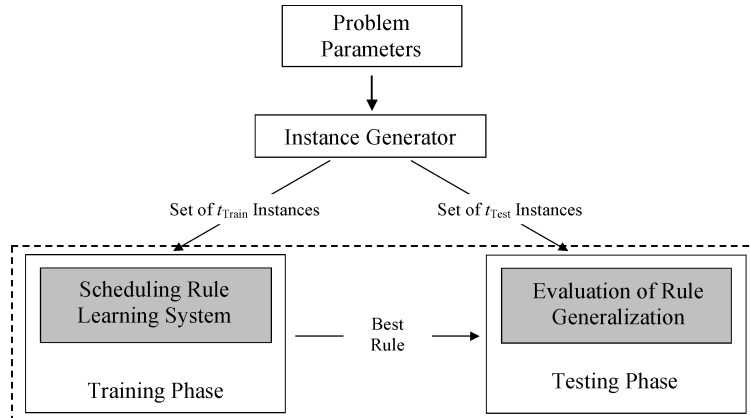 Problem
Parameters
Instance Generator
Set of tTrain Instances
Set of tTest Instances
Scheduling Rule
Learning System
Evaluation of Rule
Generalization
Best
Rule
Training Phase
Testing Phase